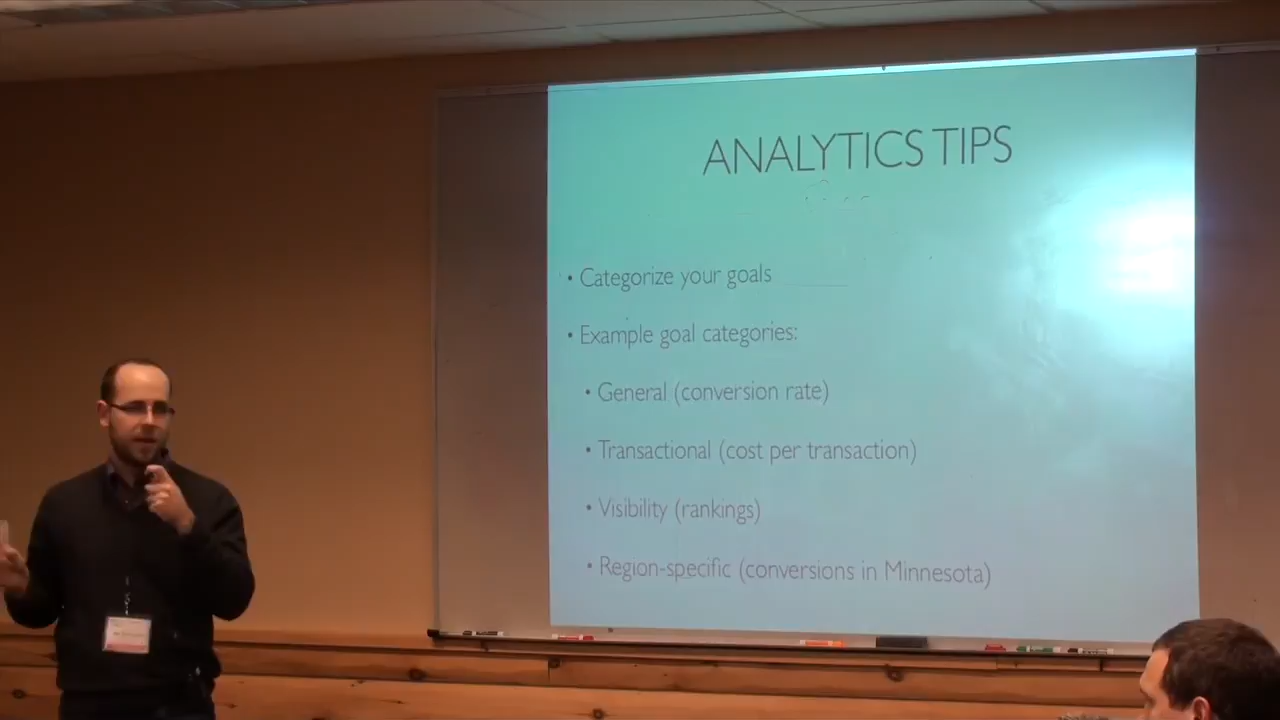 ANALYTICS TIPS
• Categorize your goals
• Example goal categories:
• General (conversion rate)
• Transactional (cost per transaction)
• Visibility (rankings)
• Region-specific (conversions in Minnesota)